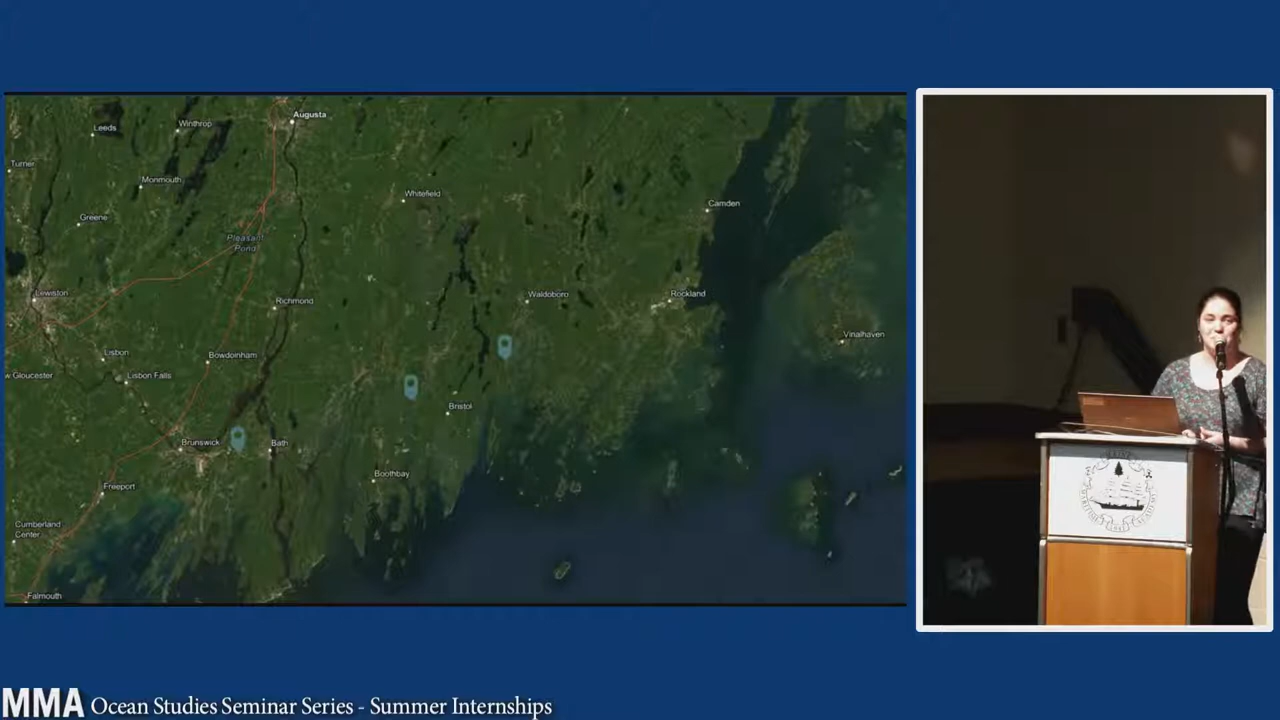 Augusta
Leeds
Winthrop
Turner
Monmouth
Whitefield
Camden
Greene
Pleasant
Pond
Lewiston
Richmond
Waldoboro
Rockland
Vinalhaven
Lisbon
Bowdoinham
w Gloucester
Lisbon Falls
Bristol
Brunswick
Bath
Boothbay
Freeport
Cumberland
Center
Falmouth
MMA Ocean Studies Seminar Series - Summer Internships